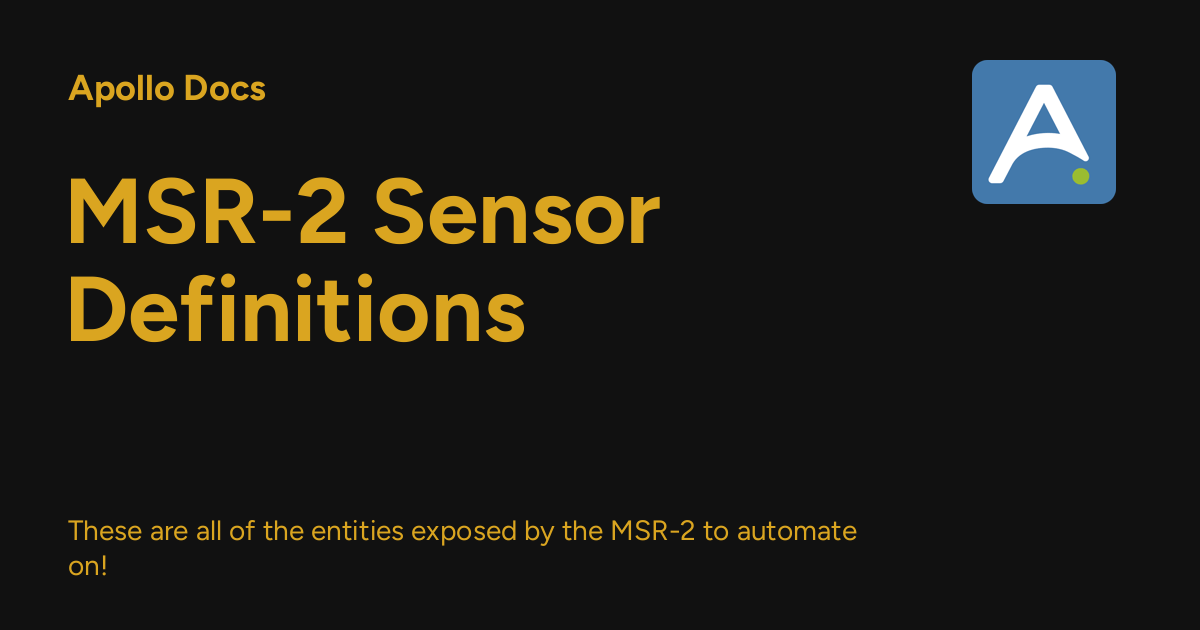 Apollo Docs
MSR-2 Sensor
Definitions
These are all of the entities exposed by the MSR-2 to automate
on!